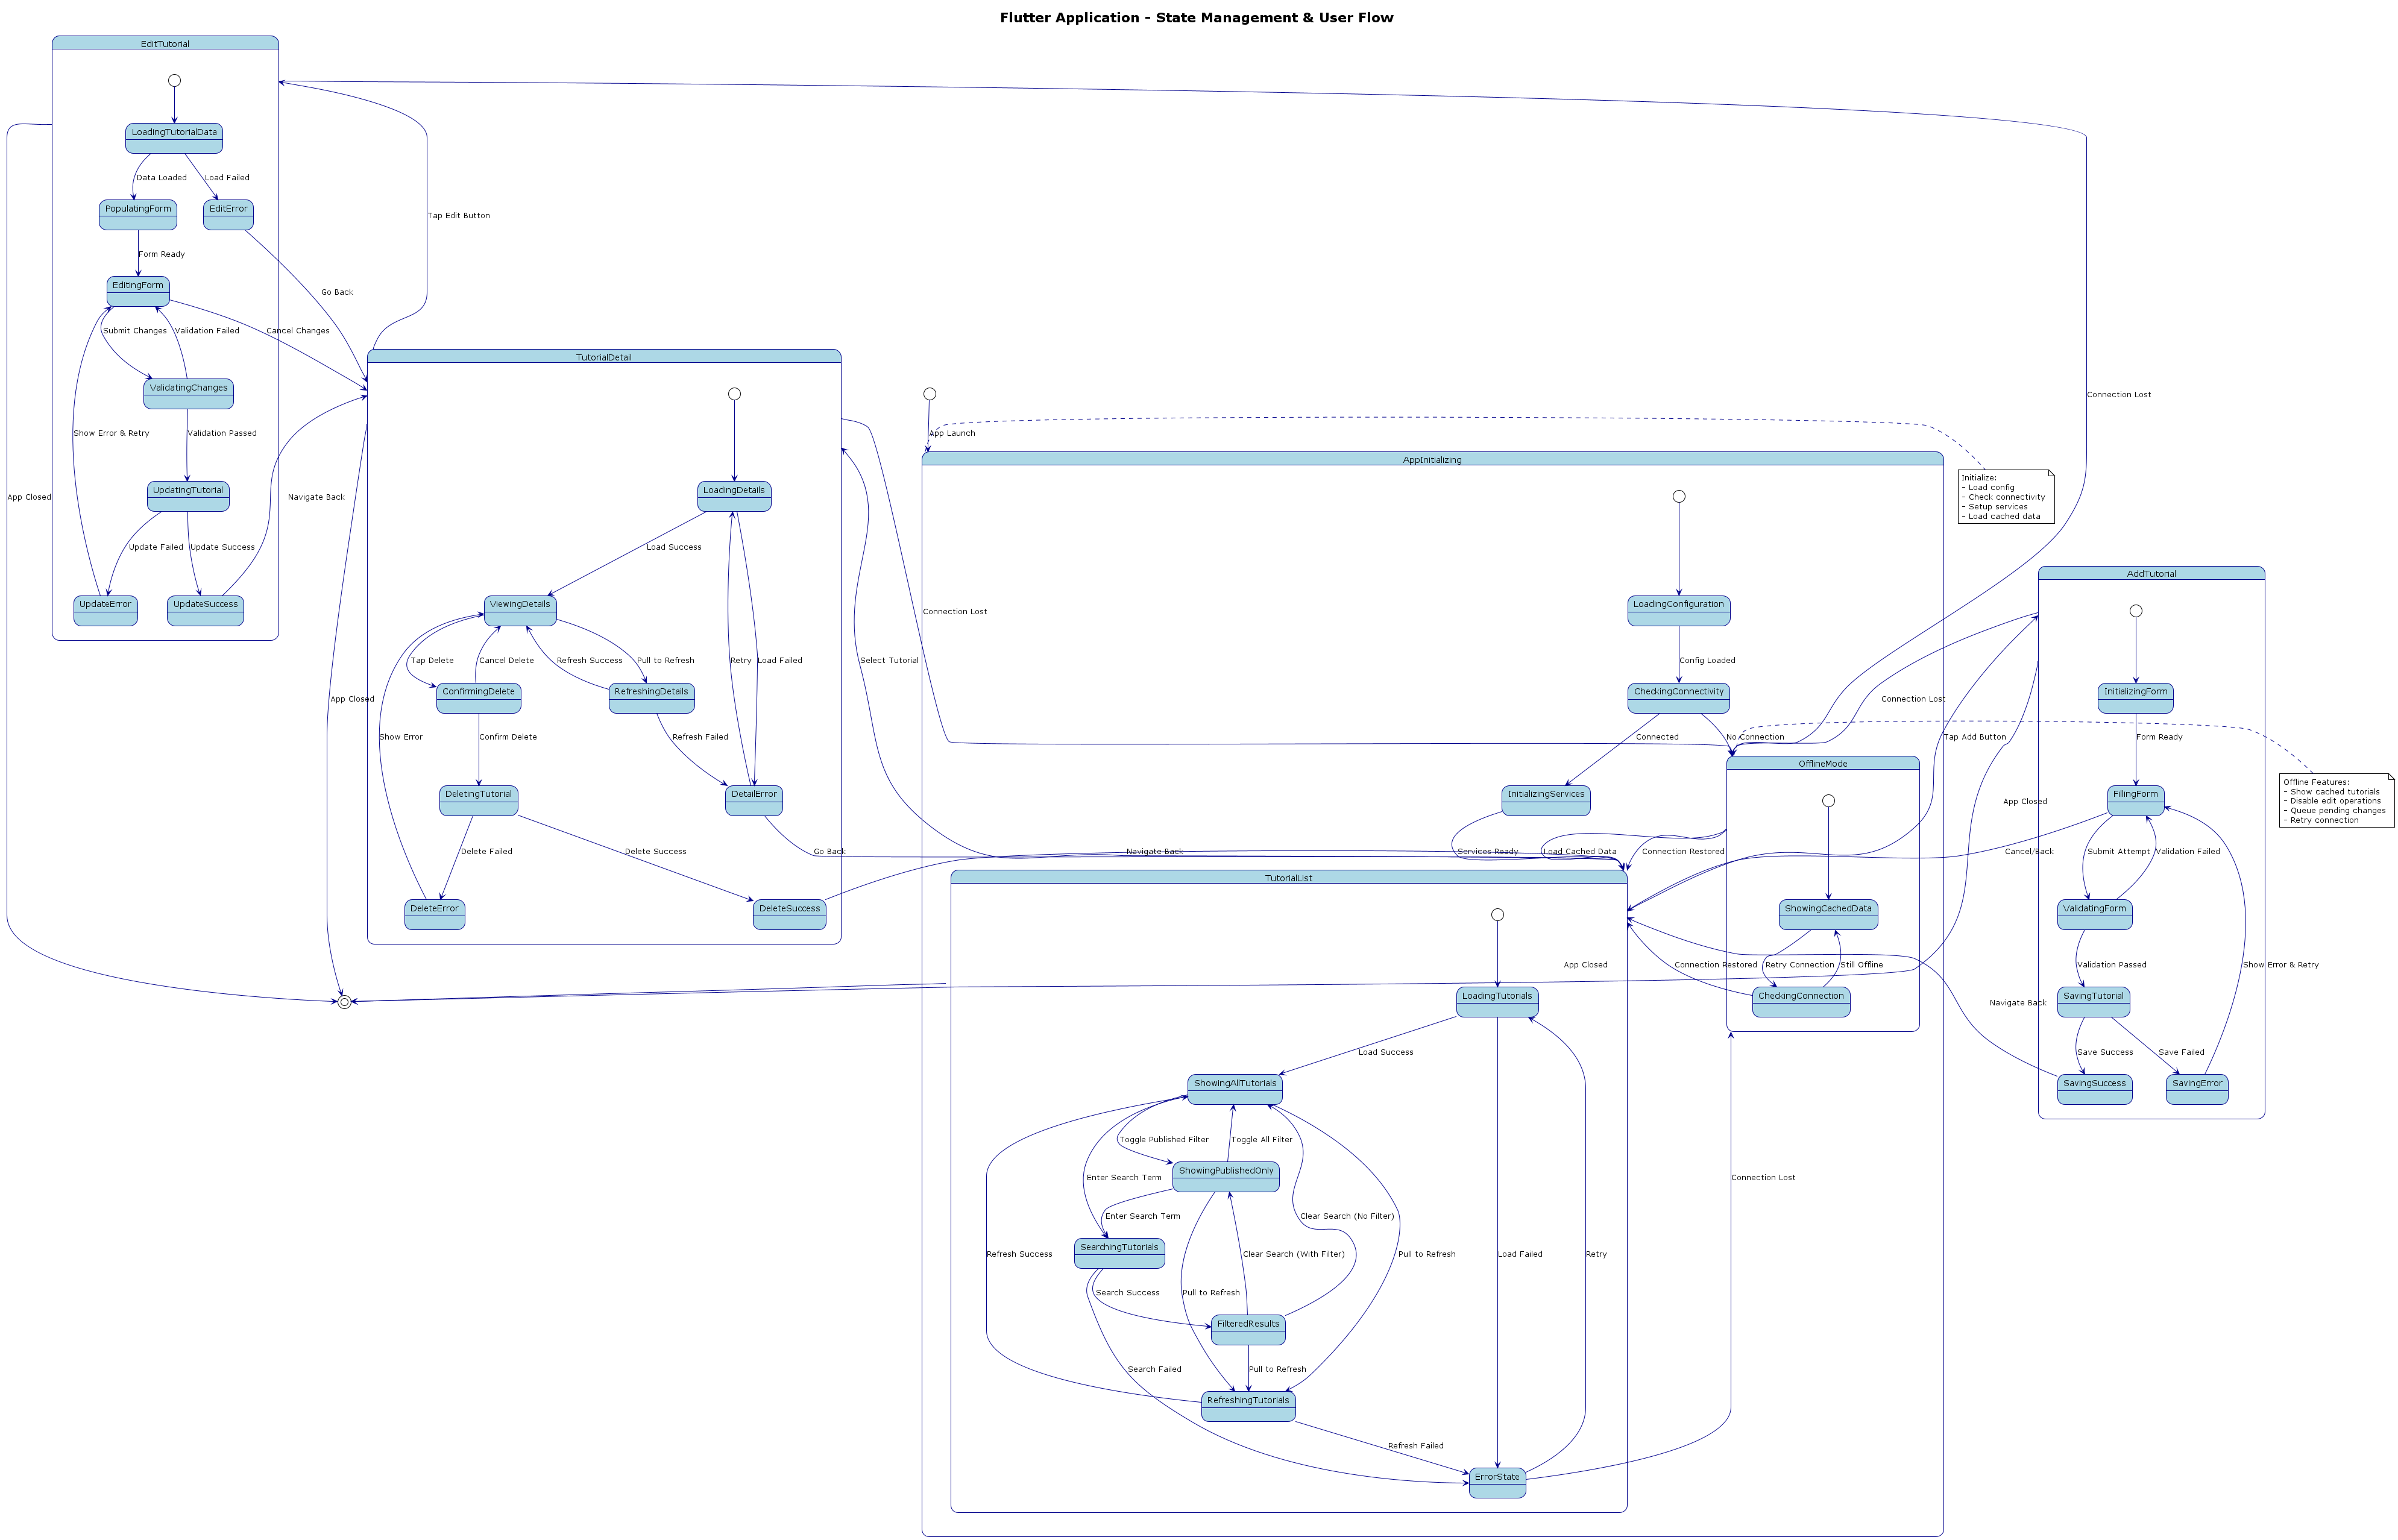 Flutter Application - State Management & User Flow
EditTutorial
LoadingTutorialData
Data Loaded
Load Failed
PopulatingForm
EditError
Tap Edit Button
Form Ready
EditingForm
Go Back
Submit Changes
Validation Failed
Cancel Changes
ValidatingChanges
Show Error & Retry
Validation Passed
UpdatingTutorial
App Closed
Navigate Back
Update Failed
Update Success
UpdateError
UpdateSuccess
TutorialDetail
LoadingDetails
Load Success
ViewingDetails
Tap Delete
Cancel Delete
Refresh Success
Pull to Refresh
Retry
Load Failed
ConfirmingDelete
RefreshingDetails
App Closed
Show Error
Confirm Delete
Refresh Failed
DeletingTutorial
DetailError
Delete Failed
Delete Success
Go Back
DeleteError
DeleteSuccess
Select Tutorial
Connection Lost
Navigate Back
App Launch
Connection Lost
AppInitializing
Initialize:
- Load config
- Check connectivity
- Setup services
- Load cached data
LoadingConfiguration
Config Loaded
CheckingConnectivity
Connected
No Connection
InitializingServices
Services Ready
Load Cached Data
Connection Restored
Connection Lost
Tap Add Button
OfflineMode
ShowingCachedData
Connection Restored
Retry Connection
Still Offline
CheckingConnection
Connection Lost
TutorialList
App Closed
LoadingTutorials
Load Success
ShowingAllTutorials
Toggle Published Filter
Toggle All Filter
Enter Search Term
ShowingPublishedOnly
Enter Search Term
Clear Search (No Filter)
SearchingTutorials
Refresh Success
Clear Search (With Filter)
Pull to Refresh
Load Failed
Retry
Search Success
Pull to Refresh
FilteredResults
Search Failed
Pull to Refresh
RefreshingTutorials
Refresh Failed
ErrorState
AddTutorial
InitializingForm
Form Ready
FillingForm
App Closed
Cancel/Back
Submit Attempt
Validation Failed
ValidatingForm
Validation Passed
Show Error & Retry
SavingTutorial
Navigate Back
Save Success
Save Failed
SavingSuccess
SavingError
Offline Features:
- Show cached tutorials
- Disable edit operations
- Queue pending changes
- Retry connection